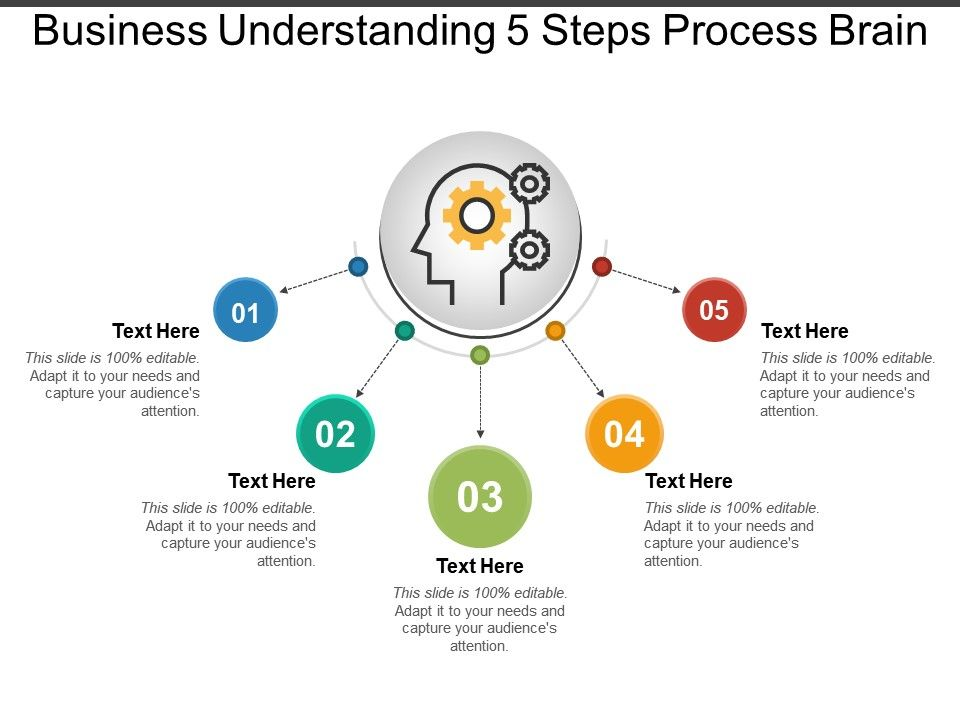 Business Understanding 5 Steps Process Brain
01
Text Here
This slide is 100% editable.
Adapt it to your needs and
capture your audience's
attention.
02
Text Here
This slide is 100% editable.
Adapt it to your needs and
capture your audience's
attention.
03
Text Here
This slide is 100% editable.
Adapt it to your needs and
capture your audience's
attention.
04
Text Here
This slide is 100% editable.
Adapt it to your needs and
capture your audience's
attention.
05
Text Here
This slide is 100% editable.
Adapt it to your needs and
capture your audience's
attention.